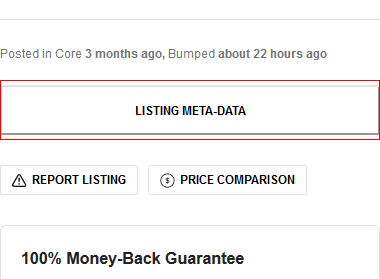 Posted in Core 3 months ago, Bumped about 22 hours ago
LISTING META-DATA
REPORT LISTING
$ PRICE COMPARISON
100% Money-Back Guarantee